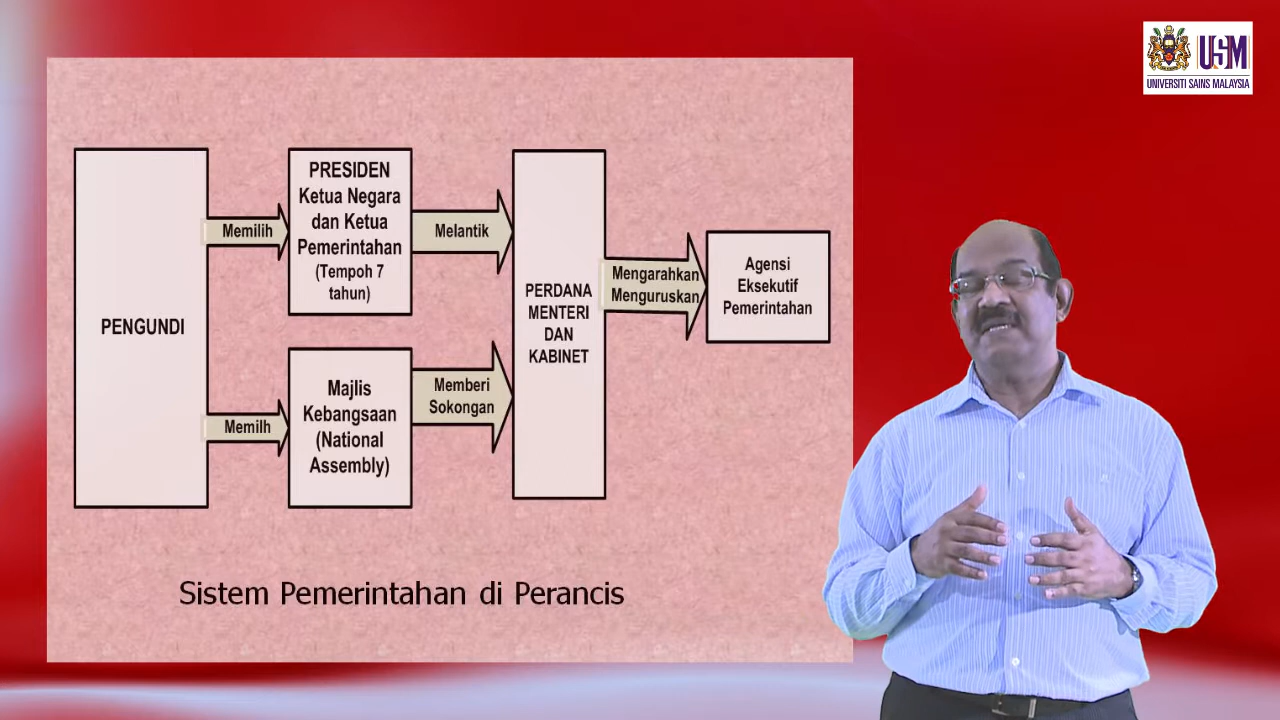 USM
UNIVERSITI SAINS MALAYSIA
PENGUNDI
Memilih
PRESIDEN
Ketua Negara
dan Ketua
Pemerintahan
(Tempoh 7
tahun)
Melantik
Memilh
Majlis
Kebangsaan
(National
Assembly)
Memberi
Sokongan
PERDANA
MENTERI
DAN
KABINET
Mengarahkan
Menguruskan
Agensi
Eksekutif
Pemerintahan
Sistem Pemerintahan di Perancis